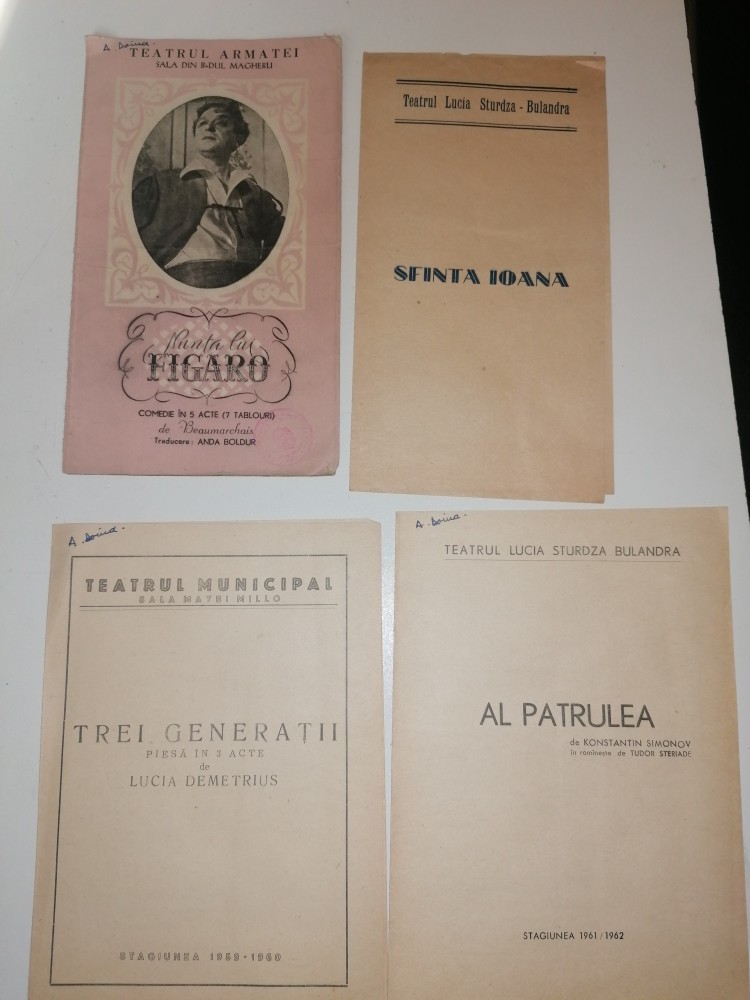 A. Doina-
TEATRUL ARMATEI
SALA DIN B-DUL MAGHERU
Nunta lui
FIGARO
COMEDIE ÎN 5 ACTE (7 TABLOURI)
de Beaumarchais
Traducere: ANDA BOLDUR
Teatrul Lucia Sturdza - Bulandra
SFINTA IOANA
A. Doina-
TEATRUL MUNICIPAL
SALA MATEI MILLO
TREI GENERAȚII
PIESĂ ÎN 3 ACTE
de
LUCIA DEMETRIUS
STAGIUNEA 1959-1960
A. Doina-
TEATRUL LUCIA STURDZA BULANDRA
AL PATRULEA
de KONSTANTIN SIMONOV
în romînește de TUDOR STERIADE
STAGIUNEA 1961/1962